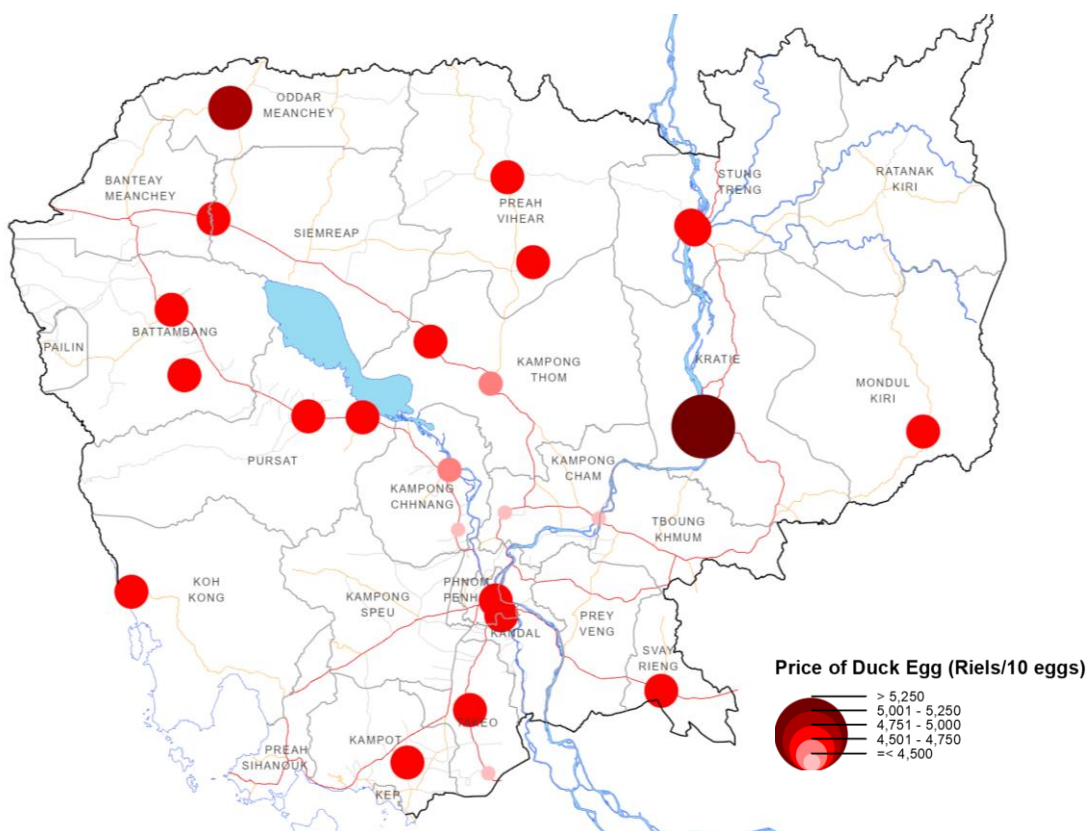 ODDAR
MEANCHEY
BANTEAY
MEANCHEY
STUNG
TRENG
RATANAK
KIRI
PREAH
VIHEAR
SIEMREAP
BATTAMBANG
PAILIN
KAMPONG
THOM
KRATIE
MONDUL
KIRI
PURSAT
KAMPONG
CHAM
KAMPONG
CHHNANG
TBOUNG
KHMUM
KOH
KONG
PHNOM
PENH
KAMPONG
SPEU
PREY
VENG
KANDAL
SVAY
RIENG
TAKEO
KAMPOT
PREAH
SIHANOUK
KEP
Price of Duck Egg (Riels/10 eggs)
> 5,250
5,001 - 5,250
4,751 - 5,000
4,501 - 4,750
=< 4,500